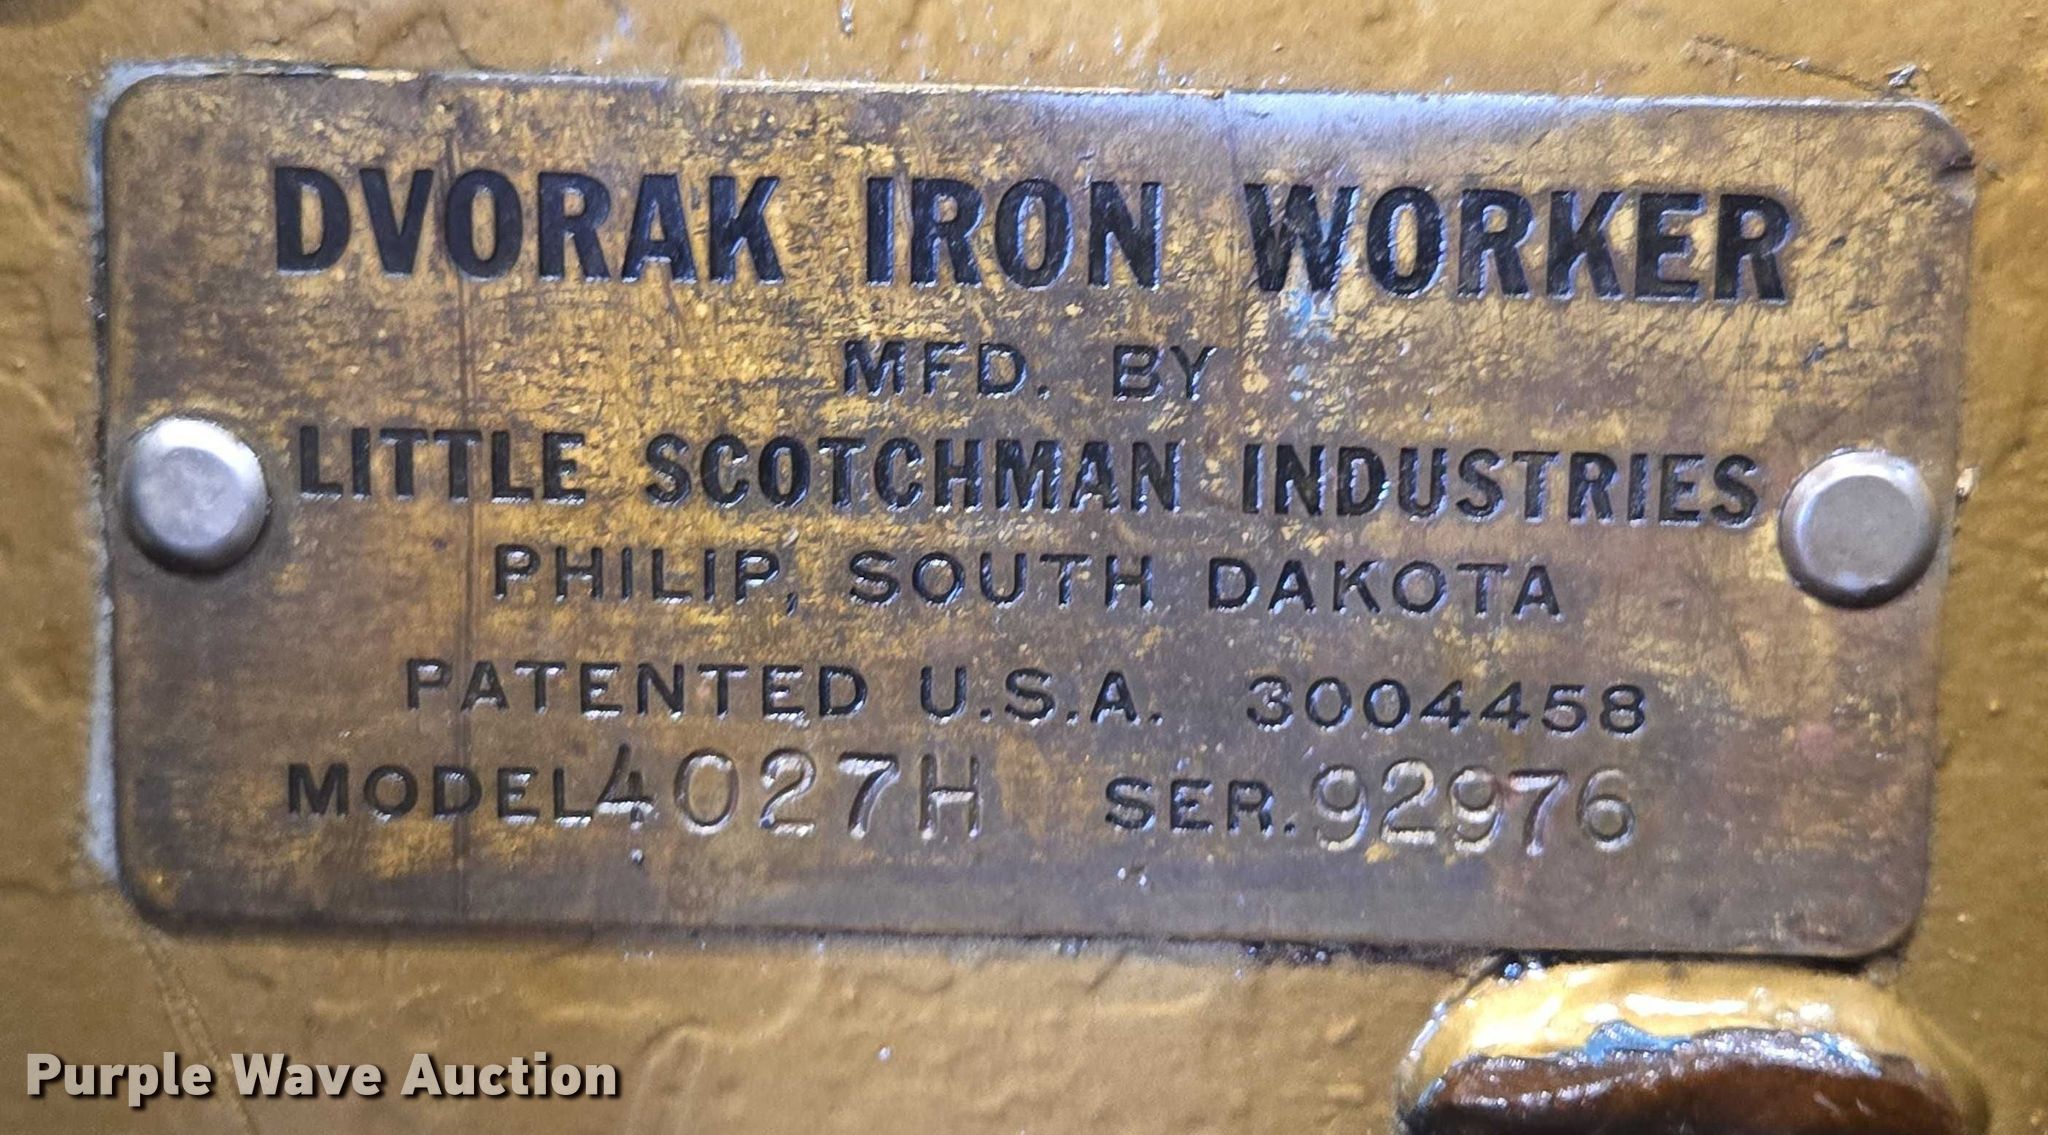 DVORAK IRON WORKER
MFD. BY
LITTLE SCOTCHMAN INDUSTRIES
PHILIP, SOUTH DAKOTA
PATENTED U.S.A. 3004458
MODEL 4027H SER. 92976
Purple Wave Auction